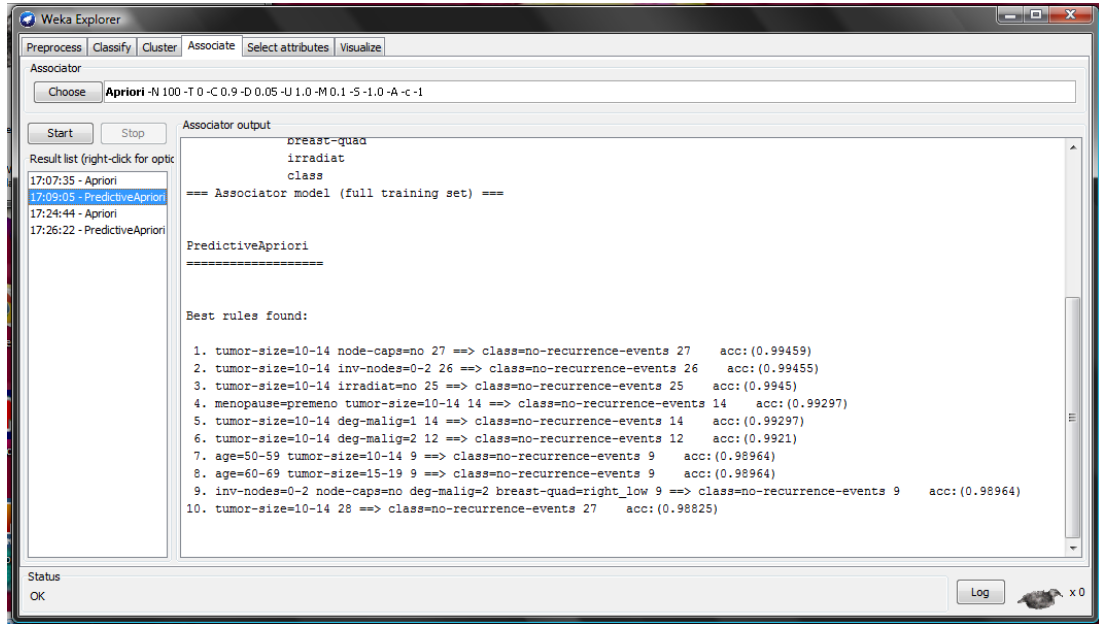 Weka Explorer
Preprocess Classify Cluster Associate Select attributes Visualize
Associator
Choose Apriori -N 100 -T 0 -C 0.9 -D 0.05 -U 1.0 -M 0.1 -S -1.0 -A -c -1
Start Stop
Result list (right-click for optic
17:07:35 - Apriori
17:09:05 - PredictiveApriori
17:24:44 - Apriori
17:26:22 - PredictiveApriori
Associator output
breast-quad
irradiat
class
=== Associator model (full training set) ===
PredictiveApriori
===================
Best rules found:
1. tumor-size=10-14 node-caps=no 27 ==> class=no-recurrence-events 27 acc:(0.99459)
2. tumor-size=10-14 inv-nodes=0-2 26 ==> class=no-recurrence-events 26 acc:(0.99455)
3. tumor-size=10-14 irradiat=no 25 ==> class=no-recurrence-events 25 acc:(0.9945)
4. menopause=premeno tumor-size=10-14 14 ==> class=no-recurrence-events 14 acc:(0.99297)
5. tumor-size=10-14 deg-malig=1 14 ==> class=no-recurrence-events 14 acc:(0.99297)
6. tumor-size=10-14 deg-malig=2 12 ==> class=no-recurrence-events 12 acc:(0.9921)
7. age=50-59 tumor-size=10-14 9 ==> class=no-recurrence-events 9 acc:(0.98964)
8. age=60-69 tumor-size=15-19 9 ==> class=no-recurrence-events 9 acc:(0.98964)
9. inv-nodes=0-2 node-caps=no deg-malig=2 breast-quad=right_low 9 ==> class=no-recurrence-events 9 acc:(0.98964)
10. tumor-size=10-14 28 ==> class=no-recurrence-events 27 acc:(0.98825)
Status
OK
Log x 0